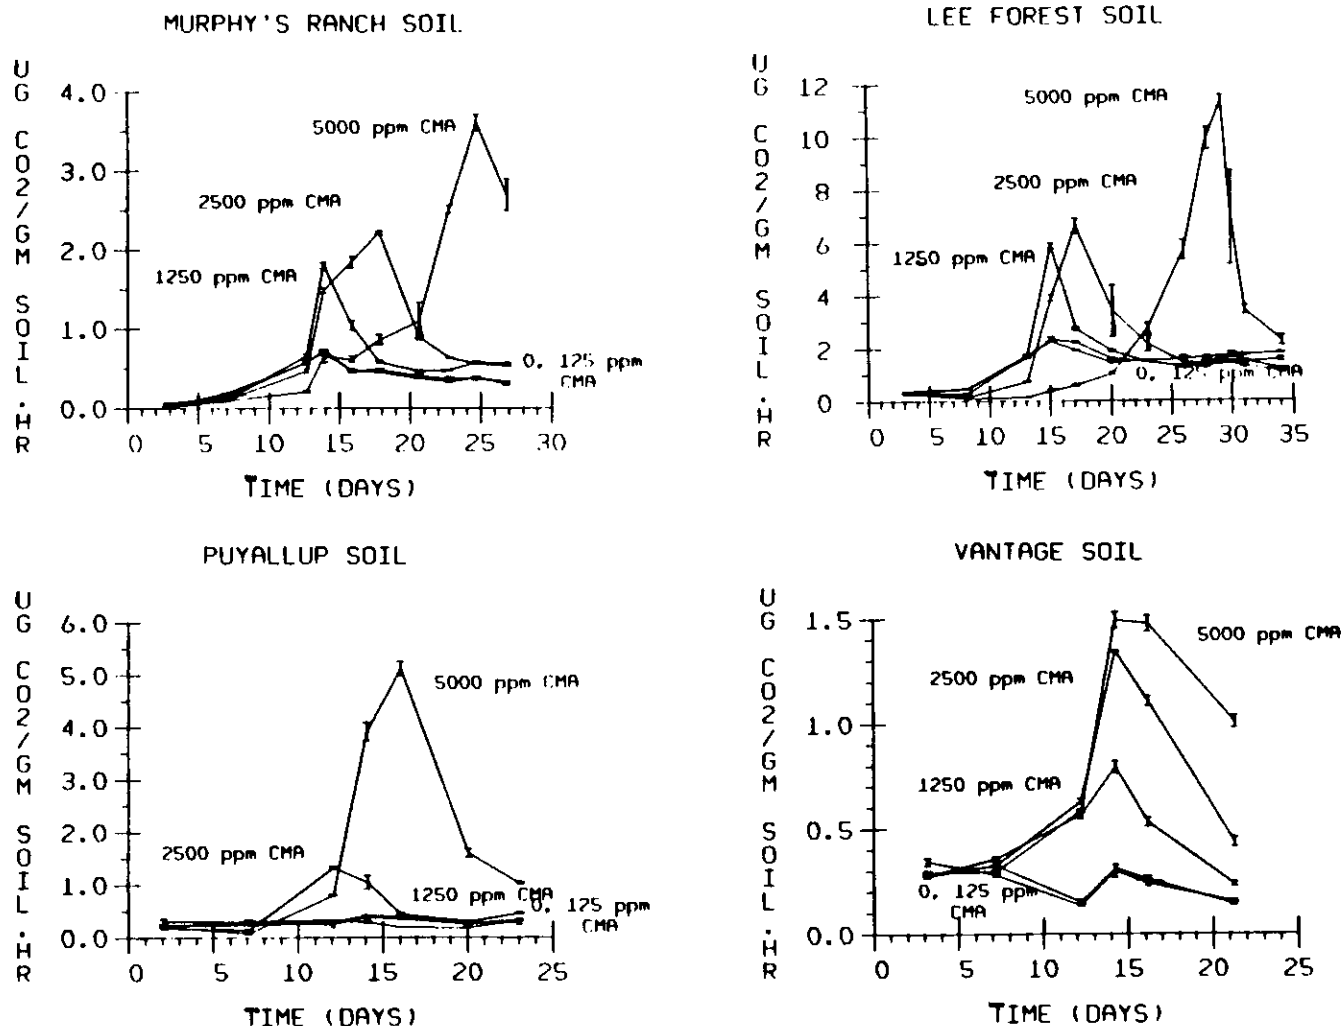 MURPHY'S RANCH SOIL
UG CO2/GM SOIL.HR
4.0
3.0
2.0
1.0
0.0
5000 ppm CMA
2500 ppm CMA
1250 ppm CMA
0, 125 ppm
CMA
0 5 10 15 20 25 30
TIME (DAYS)
LEE FOREST SOIL
UG CO2/GM SOIL.HR
12
10
8
6
4
2
0
5000 ppm CMA
2500 ppm CMA
1250 ppm CMA
0, 125 ppm CMA
0 5 10 15 20 25 30 35
TIME (DAYS)
PUYALLUP SOIL
UG CO2/GM SOIL.HR
6.0
5.0
4.0
3.0
2.0
1.0
0.0
5000 ppm CMA
2500 ppm CMA
1250 ppm CMA
0, 125 ppm
CMA
0 5 10 15 20 25
TIME (DAYS)
VANTAGE SOIL
UG CO2/GM SOIL.HR
1.5
1.0
0.5
0.0
5000 ppm CMA
2500 ppm CMA
1250 ppm CMA
0, 125 ppm
CMA
0 5 10 15 20 25
TIME (DAYS)